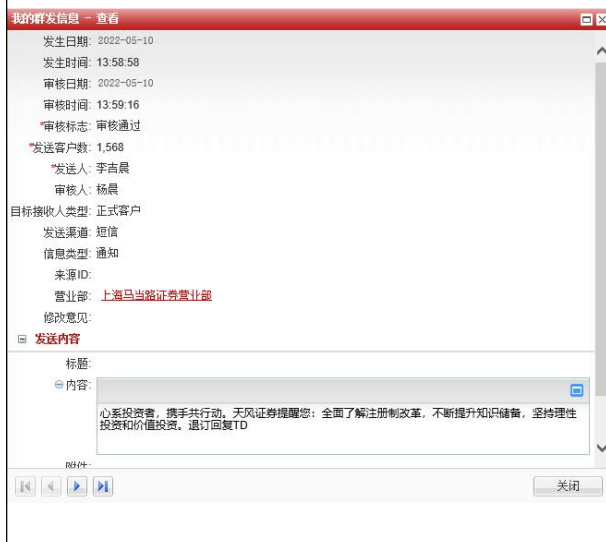 我的群发信息 - 查看
发生日期: 2022-05-10
发生时间: 13:58:58
审核日期: 2022-05-10
审核时间: 13:59:16
*审核标志: 审核通过
*发送客户数: 1,568
*发送人: 李吉晨
审核人: 杨晨
目标接收人类型: 正式客户
发送渠道: 短信
信息类型: 通知
来源ID:
营业部: 上海马当路证券营业部
修改意见:
发送内容
标题:
内容:
心系投资者，携手共行动。天风证券提醒您：全面了解注册制改革，不断提升知识储备，坚持理性
投资和价值投资。退订回复TD
附件:
关闭